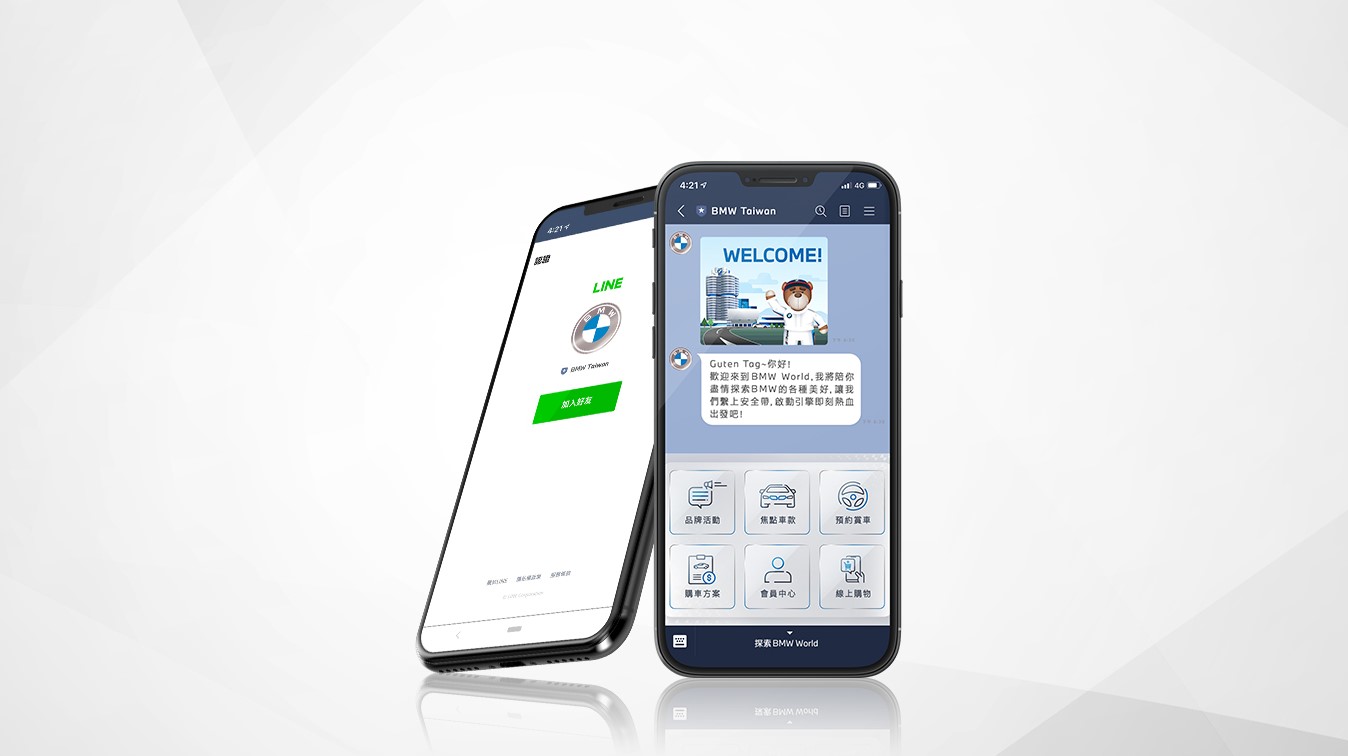 4:21
認證
LINE
BMW
BMW Taiwan
加入好友
關於LINE 隱私權政策 服務條款
© LINE Corporation
4:21
4G
BMW Taiwan
WELCOME!
Guten Tag~你好!
歡迎來到BMW World,我將陪你
盡情探索BMW的各種美好,讓我
們繫上安全帶,啟動引擎即刻熱血
出發吧!
品牌活動
焦點車款
預約賞車
購車方案
會員中心
線上購物
探索BMW World